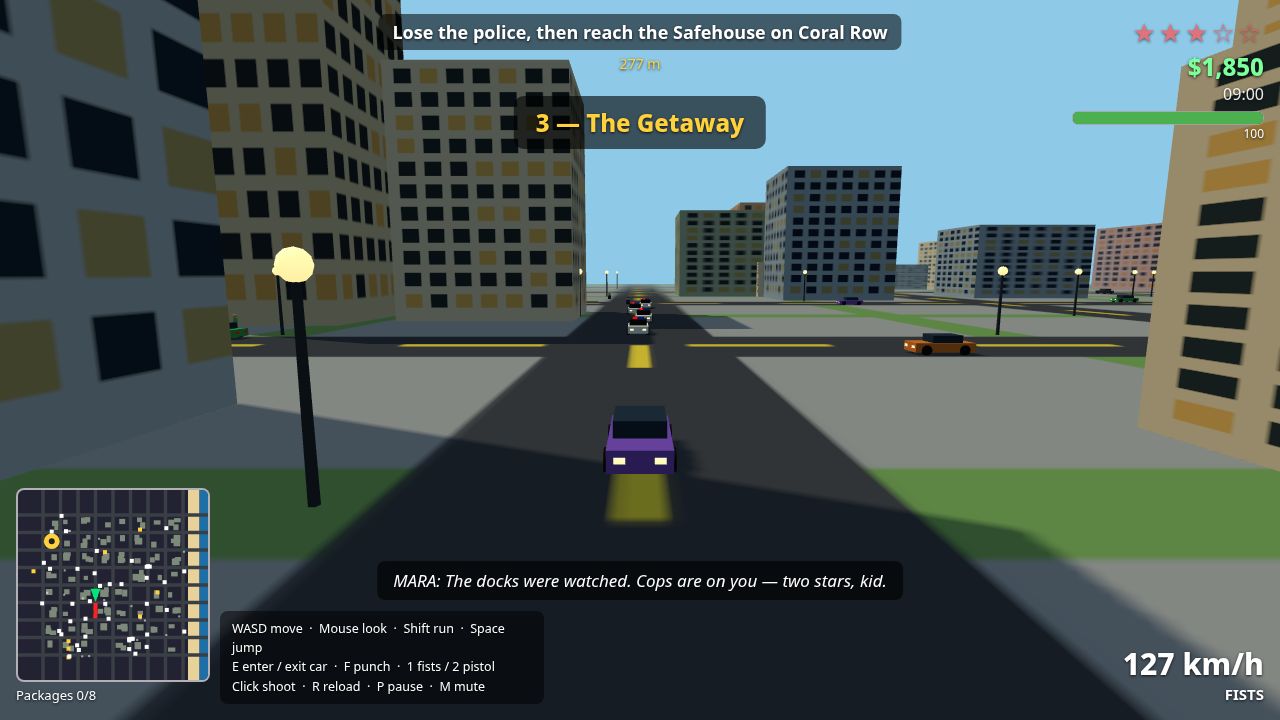 Lose the police, then reach the Safehouse on Coral Row
277 m
3 — The Getaway
★★★☆☆
$1,850
09:00
100
MARA: The docks were watched. Cops are on you — two stars, kid.
WASD move · Mouse look · Shift run · Space
jump
E enter / exit car · F punch · 1 fists / 2 pistol
Click shoot · R reload · P pause · M mute
Packages 0/8
127 km/h
FISTS